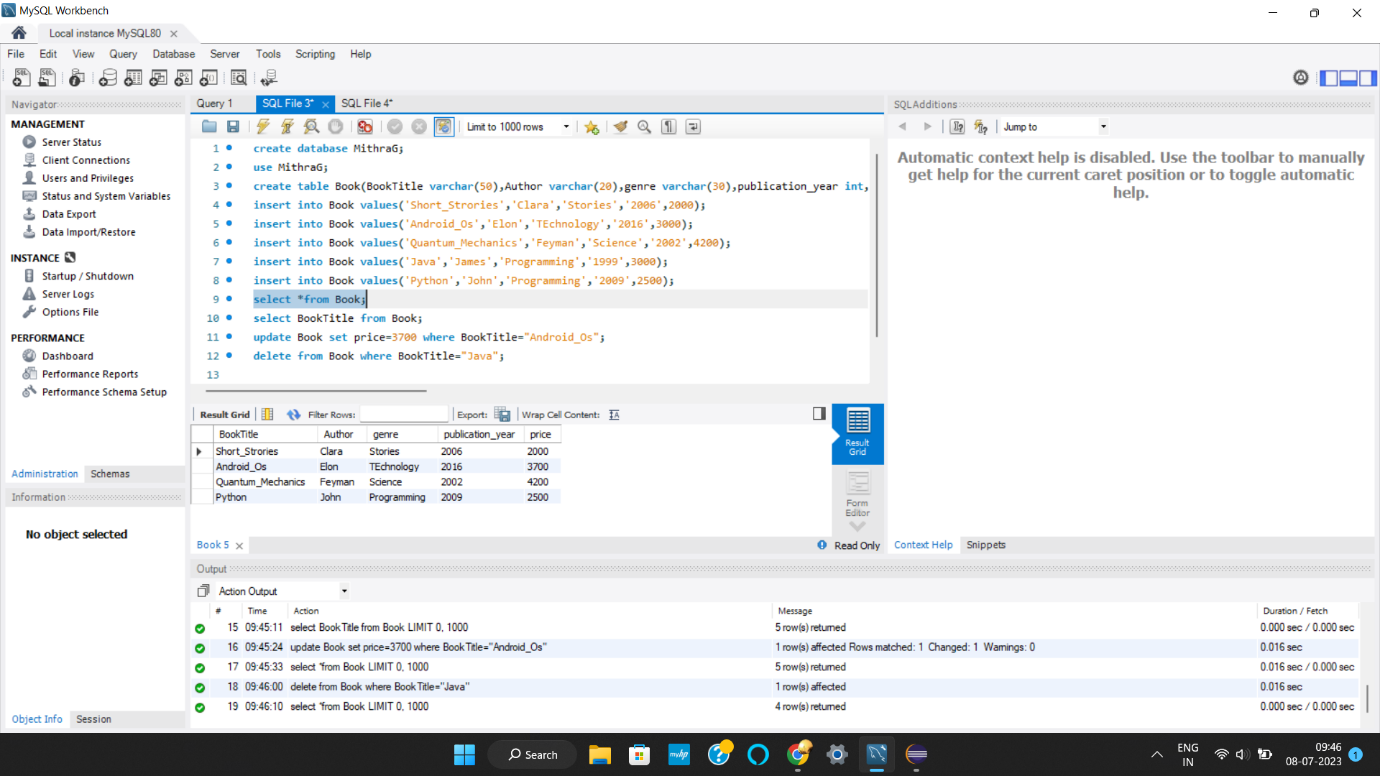 MySQL Workbench
Local instance MySQL80
File Edit View Query Database Server Tools Scripting Help
Navigator
MANAGEMENT
Server Status
Client Connections
Users and Privileges
Status and System Variables
Data Export
Data Import/Restore
INSTANCE
Startup / Shutdown
Server Logs
Options File
PERFORMANCE
Dashboard
Performance Reports
Performance Schema Setup
Administration Schemas
Information
No object selected
Object Info Session
Query 1 SQL File 3* SQL File 4*
Limit to 1000 rows
1 create database MithraG;
2 use MithraG;
3 create table Book(BookTitle varchar(50),Author varchar(20),genre varchar(30),publication_year int,
4 insert into Book values('Short_Strories','Clara','Stories','2006',2000);
5 insert into Book values('Android_Os','Elon','TEchnology','2016',3000);
6 insert into Book values('Quantum_Mechanics','Feyman','Science','2002',4200);
7 insert into Book values('Java','James','Programming','1999',3000);
8 insert into Book values('Python','John','Programming','2009',2500);
9 select *from Book;
10 select BookTitle from Book;
11 update Book set price=3700 where BookTitle="Android_Os";
12 delete from Book where BookTitle="Java";
13
Result Grid Filter Rows: Export: Wrap Cell Content:
BookTitle Author genre publication_year price
Short_Strories Clara Stories 2006 2000
Android_Os Elon TEchnology 2016 3700
Quantum_Mechanics Feyman Science 2002 4200
Python John Programming 2009 2500
Result
Grid
Form
Editor
Book 5
Read Only
SQLAdditions
Jump to
Automatic context help is disabled. Use the toolbar to manually
get help for the current caret position or to toggle automatic
help.
Context Help Snippets
Output
Action Output
# Time Action Message Duration / Fetch
15 09:45:11 select BookTitle from Book LIMIT 0, 1000 5 row(s) returned 0.000 sec / 0.000 sec
16 09:45:24 update Book set price=3700 where BookTitle="Android_Os" 1 row(s) affected Rows matched: 1 Changed: 1 Warnings: 0 0.016 sec
17 09:45:33 select *from Book LIMIT 0, 1000 5 row(s) returned 0.016 sec / 0.000 sec
18 09:46:00 delete from Book where BookTitle="Java" 1 row(s) affected 0.016 sec
19 09:46:10 select *from Book LIMIT 0, 1000 4 row(s) returned 0.000 sec / 0.000 sec
Search
myhp
ENG
IN
09:46
08-07-2023
1